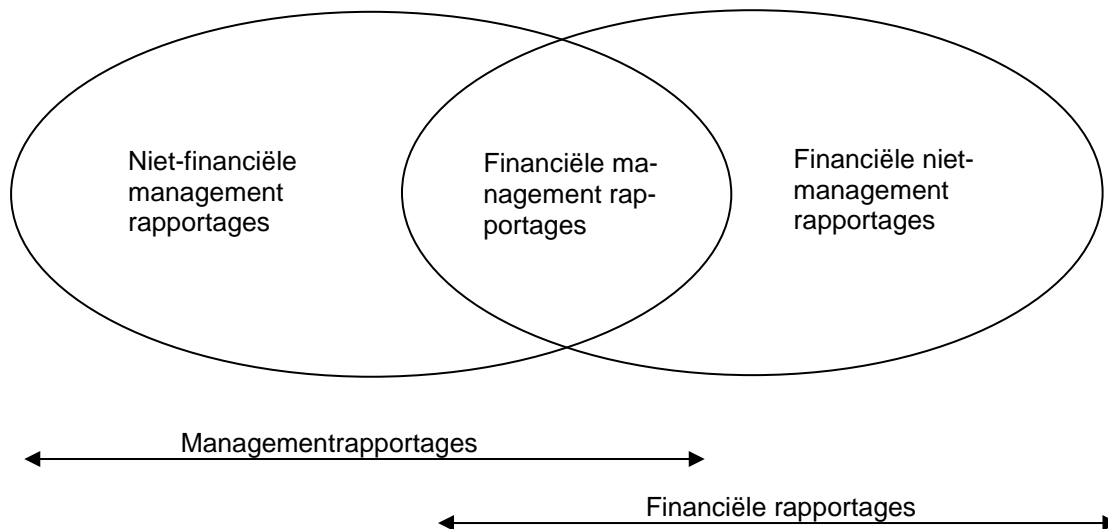 Niet-financiële
management
rapportages
Financiële ma-
nagement rap-
portages
Financiële niet-
management
rapportages
Managementrapportages
Financiële rapportages